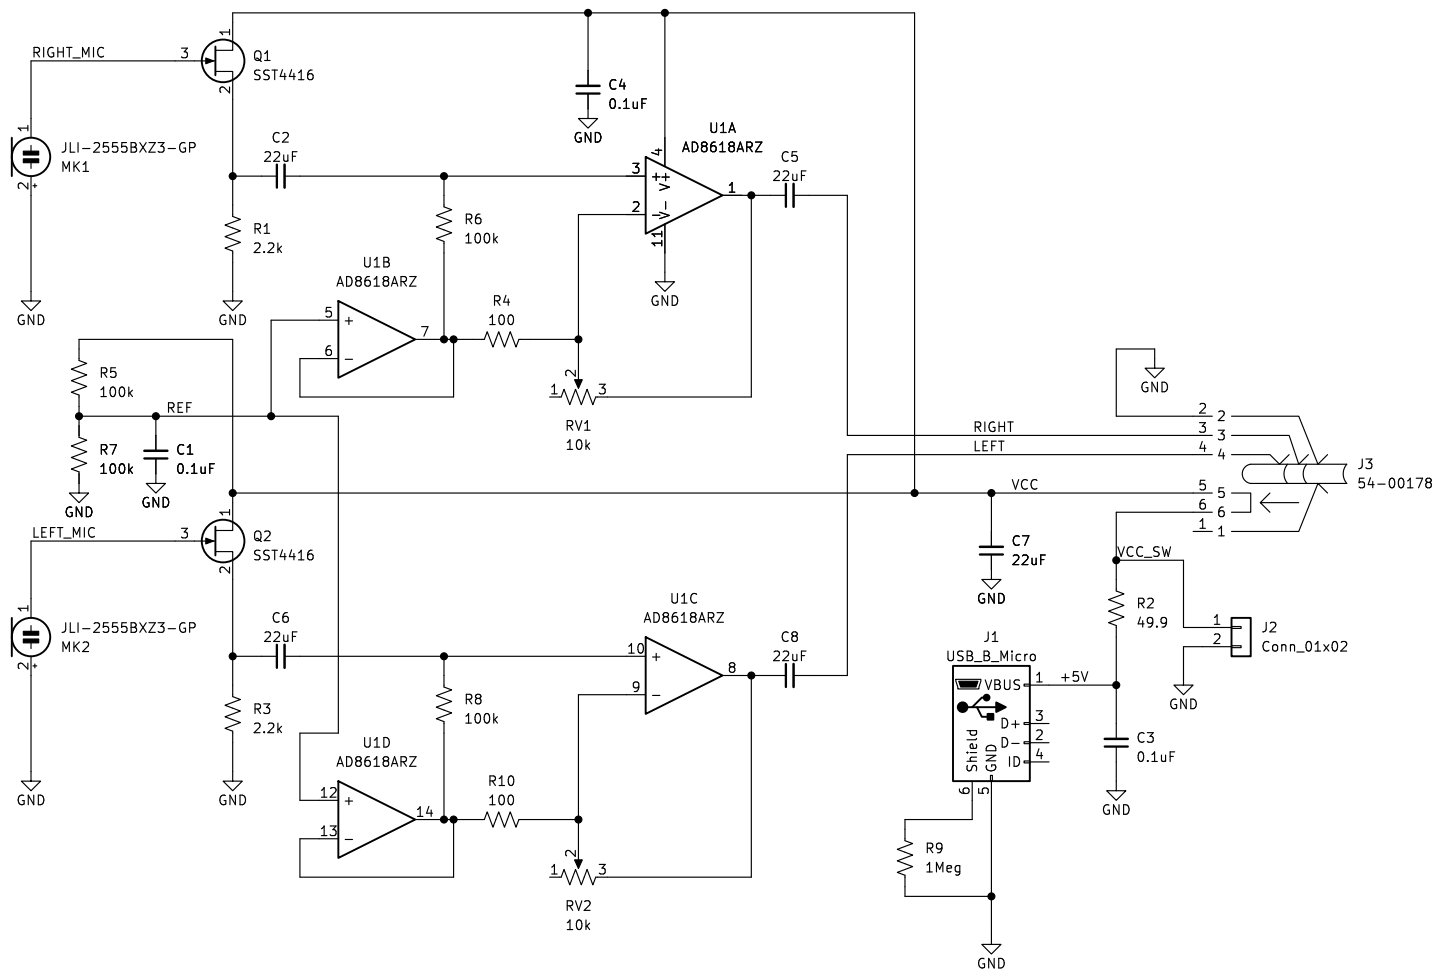 RIGHT_MIC
3
1
2
Q1
SST4416
1
2
+
JLI-2555BXZ3-GP
MK1
GND
C2
22uF
R1
2.2k
GND
C4
0.1uF
GND
U1A
AD8618ARZ
3
2
4
11
1
+
-
V+
V-
GND
C5
22uF
R6
100k
U1B
AD8618ARZ
5
6
7
+
-
R4
100
1
2
3
RV1
10k
R5
100k
REF
R7
100k
GND
C1
0.1uF
GND
RIGHT
LEFT
VCC
GND
2
3
4
5
6
1
2
3
4
5
6
1
J3
54-00178
C7
22uF
GND
VCC_SW
R2
49.9
1
2
J2
Conn_01x02
GND
LEFT_MIC
3
1
2
Q2
SST4416
1
2
+
JLI-2555BXZ3-GP
MK2
GND
C6
22uF
R3
2.2k
GND
U1C
AD8618ARZ
10
9
8
+
-
C8
22uF
R8
100k
U1D
AD8618ARZ
12
13
14
+
-
R10
100
1
2
3
RV2
10k
J1
USB_B_Micro
VBUS
1
+5V
D+
3
D-
2
ID
4
Shield
GND
6
5
C3
0.1uF
GND
R9
1Meg
GND